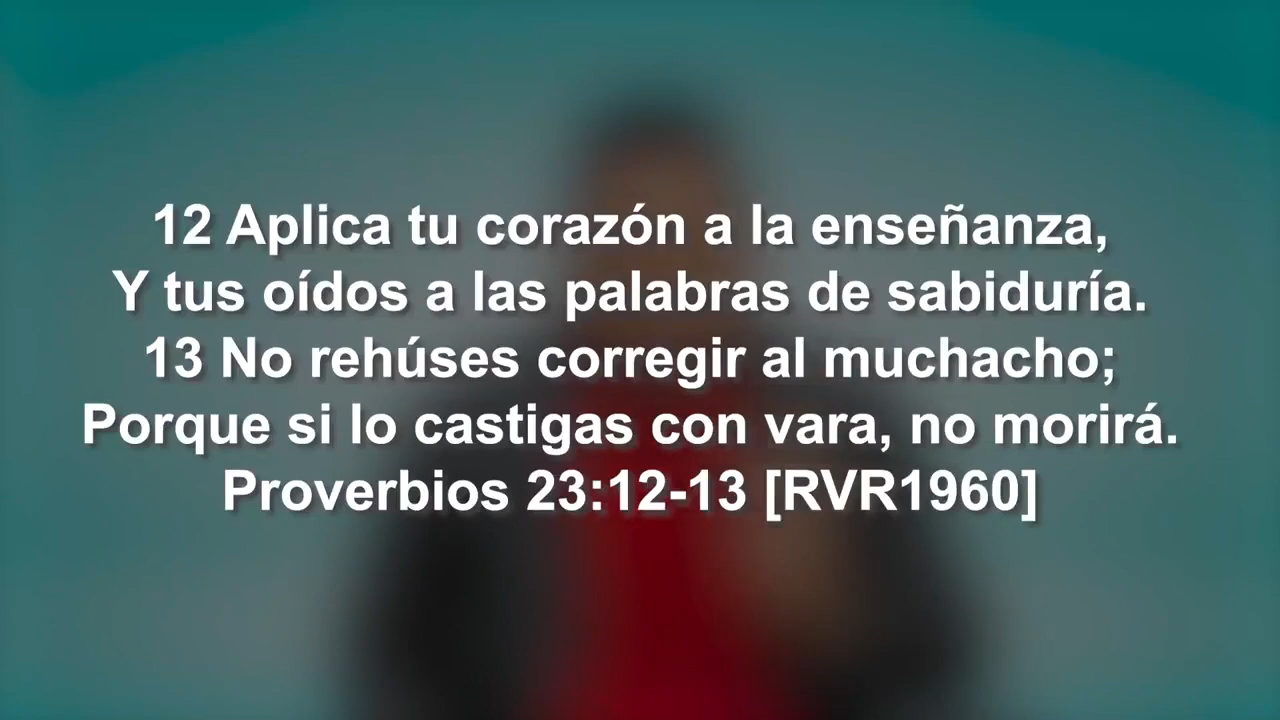 12 Aplica tu corazón a la enseñanza,
Y tus oídos a las palabras de sabiduría.
13 No rehúses corregir al muchacho;
Porque si lo castigas con vara, no morirá.
Proverbios 23:12-13 [RVR1960]